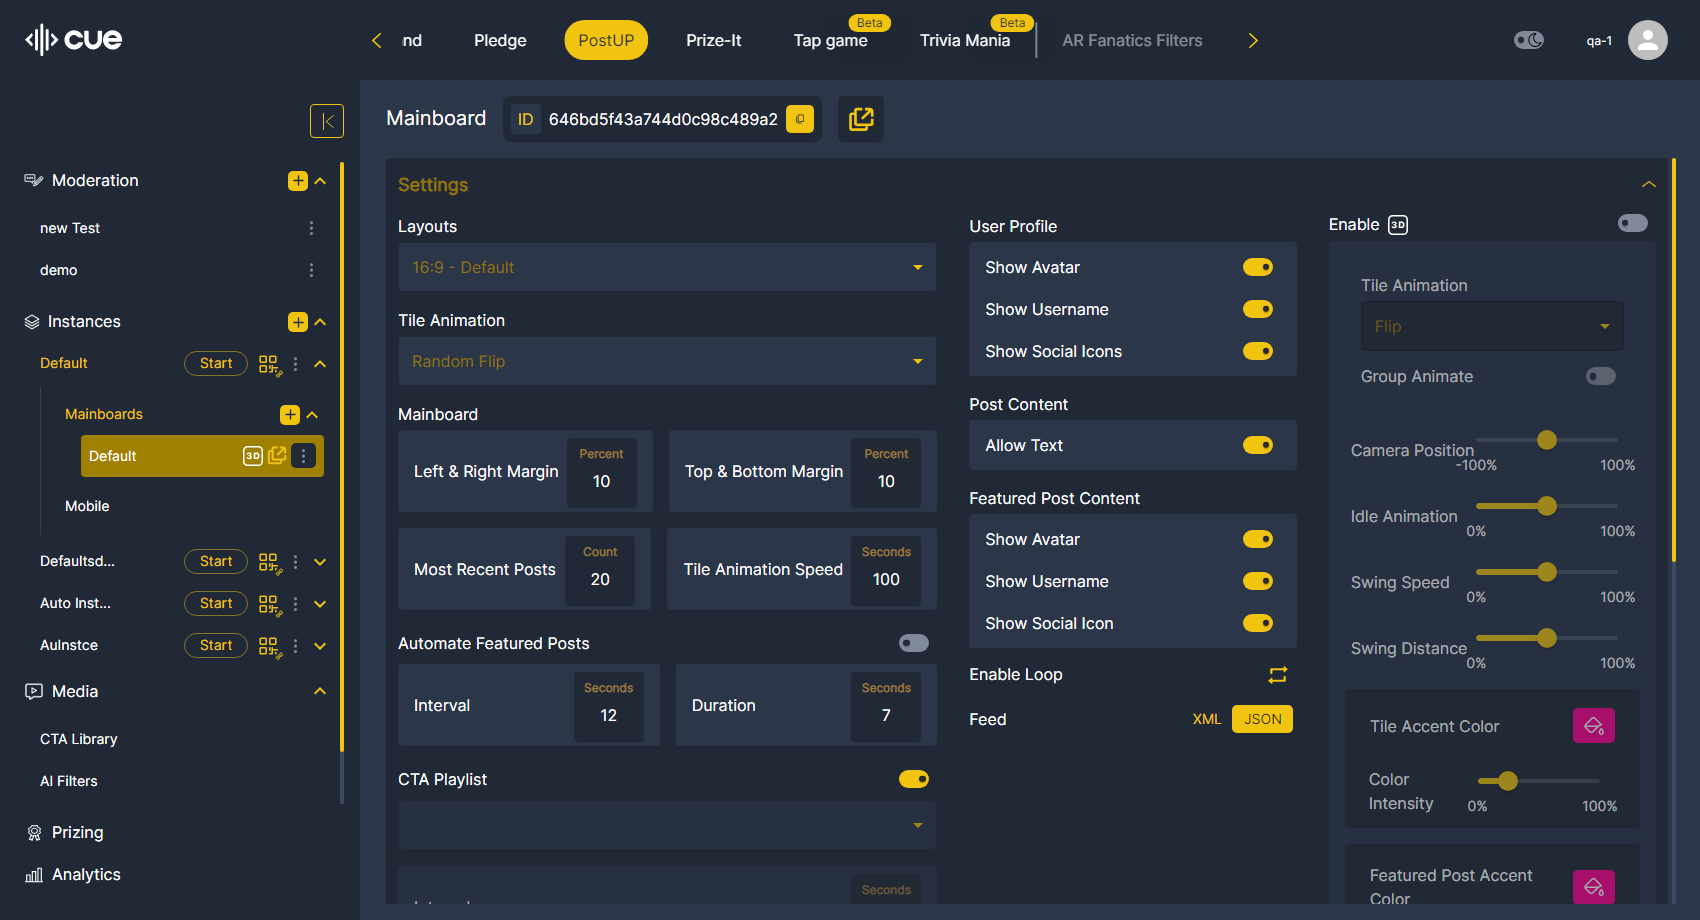 cue
nd
Pledge
PostUP
Prize-It
Tap game
Beta
Trivia Mania
Beta
AR Fanatics Filters
qa-1
Mainboard
ID
646bd5f43a744d0c98c489a2
Moderation
new Test
demo
Instances
Default
Start
Mainboards
Default
3D
Mobile
Defaultsd...
Start
Auto Inst...
Start
AuInstce
Start
Media
CTA Library
AI Filters
Prizing
Analytics
Settings
Layouts
16:9 - Default
Tile Animation
Random Flip
Mainboard
Left & Right Margin
Percent
10
Top & Bottom Margin
Percent
10
Most Recent Posts
Count
20
Tile Animation Speed
Seconds
100
Automate Featured Posts
Interval
Seconds
12
Duration
Seconds
7
CTA Playlist
Seconds
User Profile
Show Avatar
Show Username
Show Social Icons
Post Content
Allow Text
Featured Post Content
Show Avatar
Show Username
Show Social Icon
Enable Loop
Feed
XML
JSON
Enable 3D
Tile Animation
Flip
Group Animate
Camera Position
-100%
100%
Idle Animation
0%
100%
Swing Speed
0%
100%
Swing Distance
0%
100%
Tile Accent Color
Color
Intensity
0%
100%
Featured Post Accent
Color